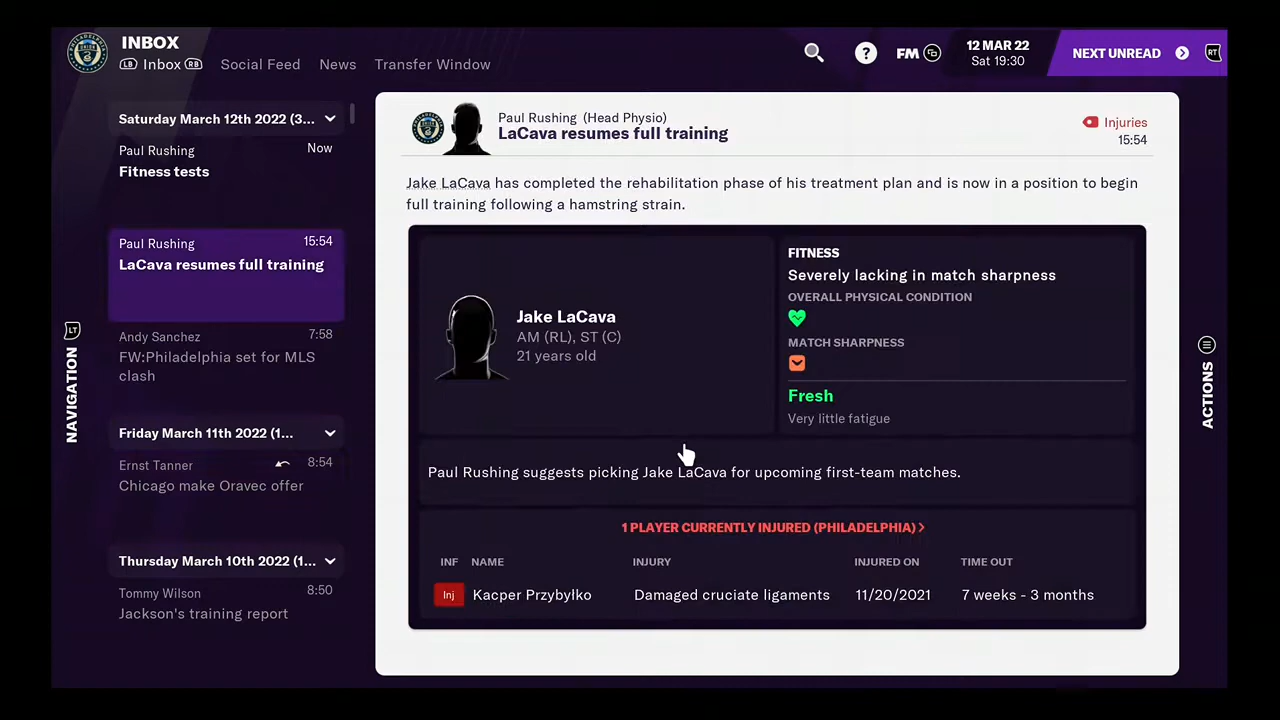 INBOX
LB Inbox RB
Social Feed
News
Transfer Window
FM
12 MAR 22
Sat 19:30
NEXT UNREAD
RT
Saturday March 12th 2022 (3...
Paul Rushing
Now
Fitness tests
Paul Rushing
15:54
LaCava resumes full training
Andy Sanchez
7:58
FW:Philadelphia set for MLS
clash
Friday March 11th 2022 (1...
Ernst Tanner
8:54
Chicago make Oravec offer
Thursday March 10th 2022 (1...
Tommy Wilson
8:50
Jackson's training report
LT
NAVIGATION
Paul Rushing (Head Physio)
LaCava resumes full training
Injuries
15:54
Jake LaCava has completed the rehabilitation phase of his treatment plan and is now in a position to begin
full training following a hamstring strain.
Jake LaCava
AM (RL), ST (C)
21 years old
FITNESS
Severely lacking in match sharpness
OVERALL PHYSICAL CONDITION
MATCH SHARPNESS
Fresh
Very little fatigue
Paul Rushing suggests picking Jake LaCava for upcoming first-team matches.
1 PLAYER CURRENTLY INJURED (PHILADELPHIA)
INF NAME INJURY INJURED ON TIME OUT
Inj Kacper Przybylko Damaged cruciate ligaments 11/20/2021 7 weeks - 3 months
ACTIONS